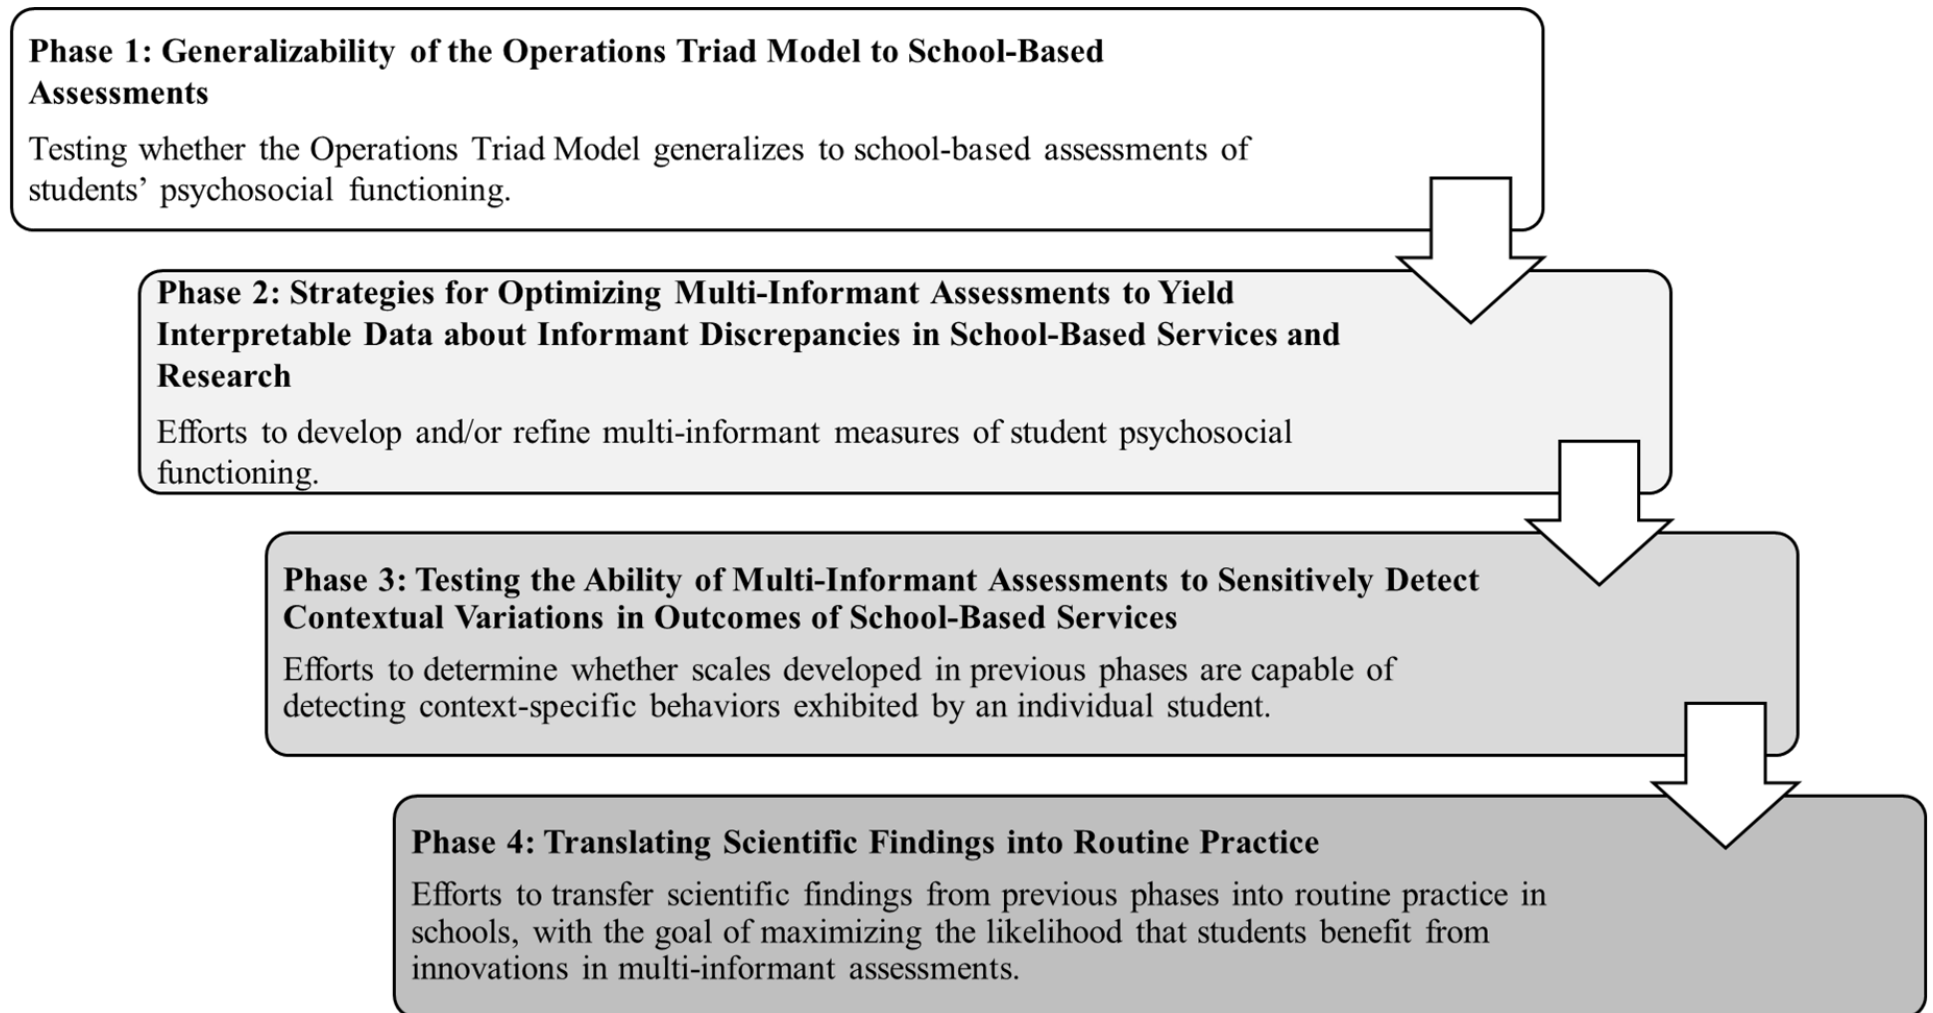 Phase 1: Generalizability of the Operations Triad Model to School-Based
Assessments
Testing whether the Operations Triad Model generalizes to school-based assessments of
students’ psychosocial functioning.
Phase 2: Strategies for Optimizing Multi-Informant Assessments to Yield
Interpretable Data about Informant Discrepancies in School-Based Services and
Research
Efforts to develop and/or refine multi-informant measures of student psychosocial
functioning.
Phase 3: Testing the Ability of Multi-Informant Assessments to Sensitively Detect
Contextual Variations in Outcomes of School-Based Services
Efforts to determine whether scales developed in previous phases are capable of
detecting context-specific behaviors exhibited by an individual student.
Phase 4: Translating Scientific Findings into Routine Practice
Efforts to transfer scientific findings from previous phases into routine practice in
schools, with the goal of maximizing the likelihood that students benefit from
innovations in multi-informant assessments.